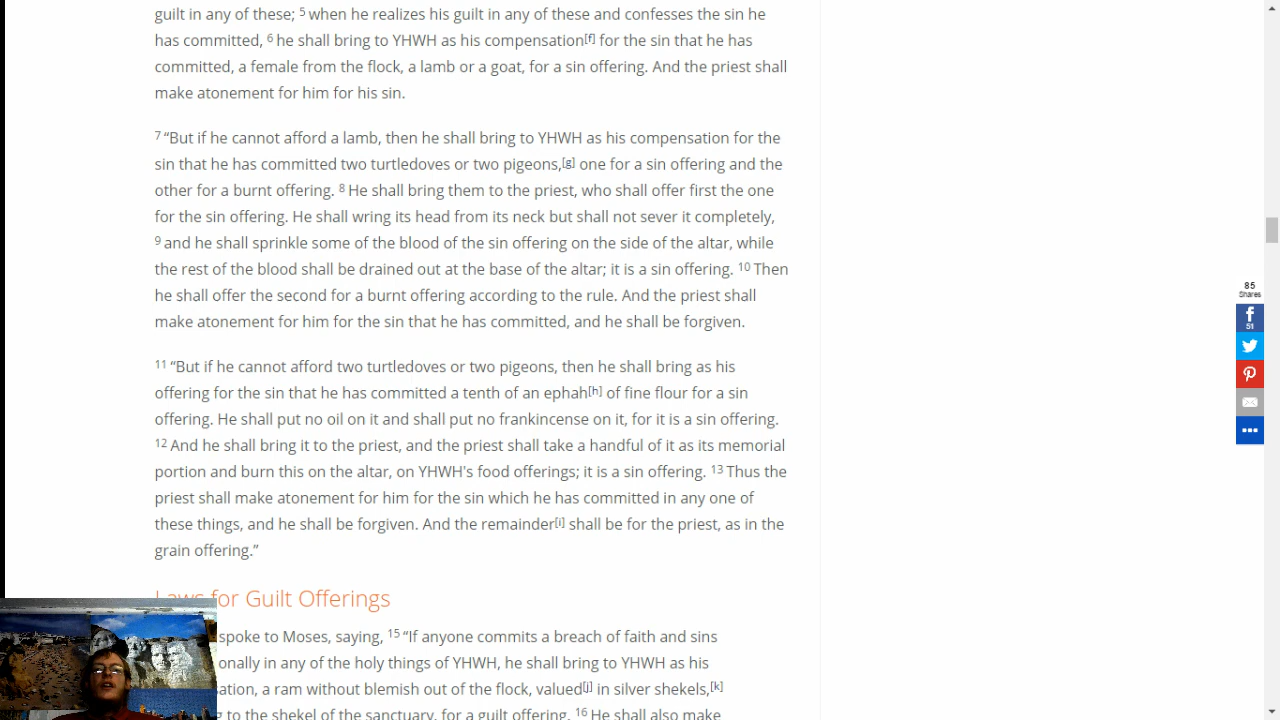 guilt in any of these; 5 when he realizes his guilt in any of these and confesses the sin he
has committed, 6 he shall bring to YHWH as his compensation[f] for the sin that he has
committed, a female from the flock, a lamb or a goat, for a sin offering. And the priest shall
make atonement for him for his sin.
7 “But if he cannot afford a lamb, then he shall bring to YHWH as his compensation for the
sin that he has committed two turtledoves or two pigeons,[g] one for a sin offering and the
other for a burnt offering. 8 He shall bring them to the priest, who shall offer first the one
for the sin offering. He shall wring its head from its neck but shall not sever it completely,
9 and he shall sprinkle some of the blood of the sin offering on the side of the altar, while
the rest of the blood shall be drained out at the base of the altar; it is a sin offering. 10 Then
he shall offer the second for a burnt offering according to the rule. And the priest shall
make atonement for him for the sin that he has committed, and he shall be forgiven.
11 “But if he cannot afford two turtledoves or two pigeons, then he shall bring as his
offering for the sin that he has committed a tenth of an ephah[h] of fine flour for a sin
offering. He shall put no oil on it and shall put no frankincense on it, for it is a sin offering.
12 And he shall bring it to the priest, and the priest shall take a handful of it as its memorial
portion and burn this on the altar, on YHWH's food offerings; it is a sin offering. 13 Thus the
priest shall make atonement for him for the sin which he has committed in any one of
these things, and he shall be forgiven. And the remainder[i] shall be for the priest, as in the
grain offering.”
Laws for Guilt Offerings
spoke to Moses, saying, 15 “If anyone commits a breach of faith and sins
onally in any of the holy things of YHWH, he shall bring to YHWH as his
ation, a ram without blemish out of the flock, valued[j] in silver shekels,[k]
to the shekel of the sanctuary, for a guilt offering. 16 He shall also make
85
Shares
51